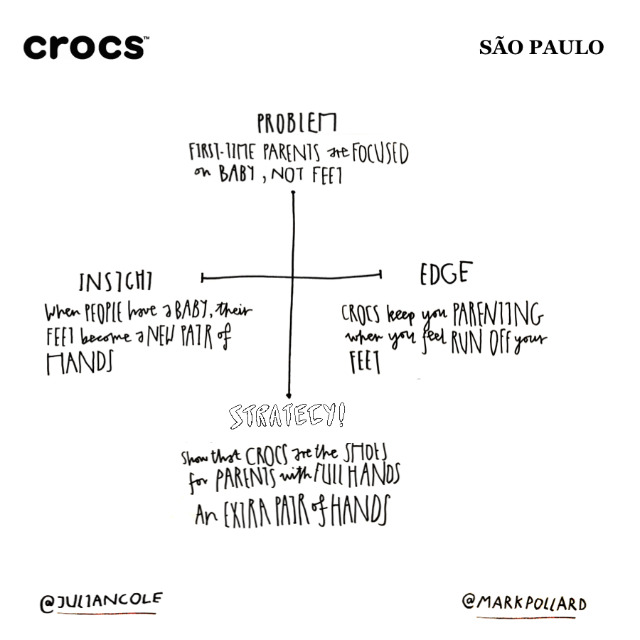 crocs™
SÃO PAULO
PROBLEM
FIRST-TIME PARENTS are FOCUSED
on BABY, NOT FEET
INSIGHT
When PEOPLE have a BABY, their
FEET become a NEW PAIR of
HANDS
EDGE
CROCS keep you PARENTING
when you feel RUN OFF your
FEET
STRATEGY!
Show that CROCS are the SHOES
for PARENTS with FULL HANDS
An EXTRA PAIR of HANDS
@JULIANCOLE
@MARKPOLLARD